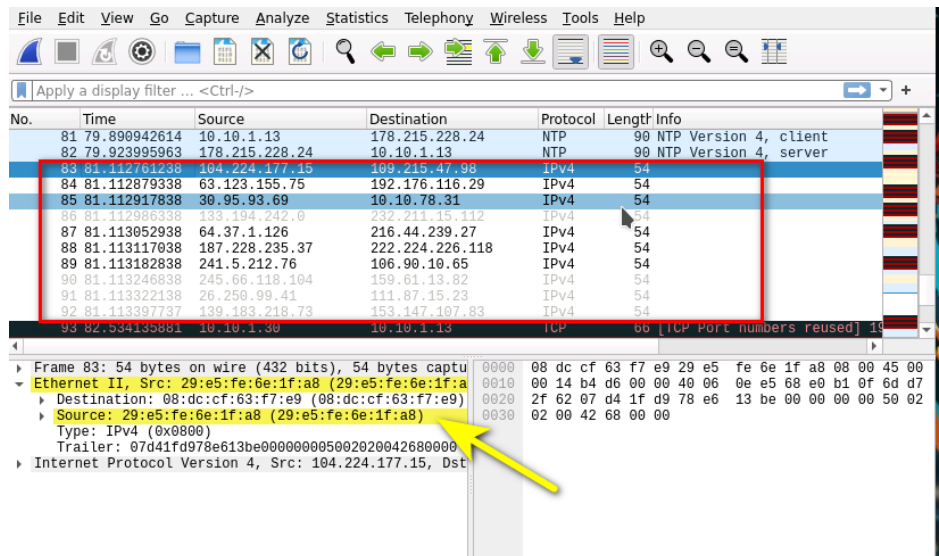 File Edit View Go Capture Analyze Statistics Telephony Wireless Tools Help
Apply a display filter ... <Ctrl-/>
No. Time Source Destination Protocol Length Info
81 79.890942614 10.10.1.13 178.215.228.24 NTP 90 NTP Version 4, client
82 79.923995963 178.215.228.24 10.10.1.13 NTP 90 NTP Version 4, server
83 81.112761238 104.224.177.15 109.215.47.98 IPv4 54
84 81.112879338 63.123.155.75 192.176.116.29 IPv4 54
85 81.112917838 30.95.93.69 10.10.78.31 IPv4 54
86 81.112986338 133.194.242.0 232.211.15.112 IPv4 54
87 81.113052938 64.37.1.126 216.44.239.27 IPv4 54
88 81.113117038 187.228.235.37 222.224.226.118 IPv4 54
89 81.113182838 241.5.212.76 106.90.10.65 IPv4 54
90 81.113246838 245.66.118.104 159.61.13.82 IPv4 54
91 81.113322138 26.250.99.41 111.87.15.23 IPv4 54
92 81.113397737 139.183.218.73 153.147.107.83 IPv4 54
93 82.534135881 10.10.1.30 10.10.1.13 TCP 66 [TCP Port numbers reused] 19
Frame 83: 54 bytes on wire (432 bits), 54 bytes captu
Ethernet II, Src: 29:e5:fe:6e:1f:a8 (29:e5:fe:6e:1f:a
Destination: 08:dc:cf:63:f7:e9 (08:dc:cf:63:f7:e9)
Source: 29:e5:fe:6e:1f:a8 (29:e5:fe:6e:1f:a8)
Type: IPv4 (0x0800)
Trailer: 07d41fd978e613be000000005002020042680000
Internet Protocol Version 4, Src: 104.224.177.15, Dst
0000 08 dc cf 63 f7 e9 29 e5 fe 6e 1f a8 08 00 45 00
0010 00 14 b4 d6 00 00 40 06 0e e5 68 e0 b1 0f 6d d7
0020 2f 62 07 d4 1f d9 78 e6 13 be 00 00 00 00 50 02
0030 02 00 42 68 00 00